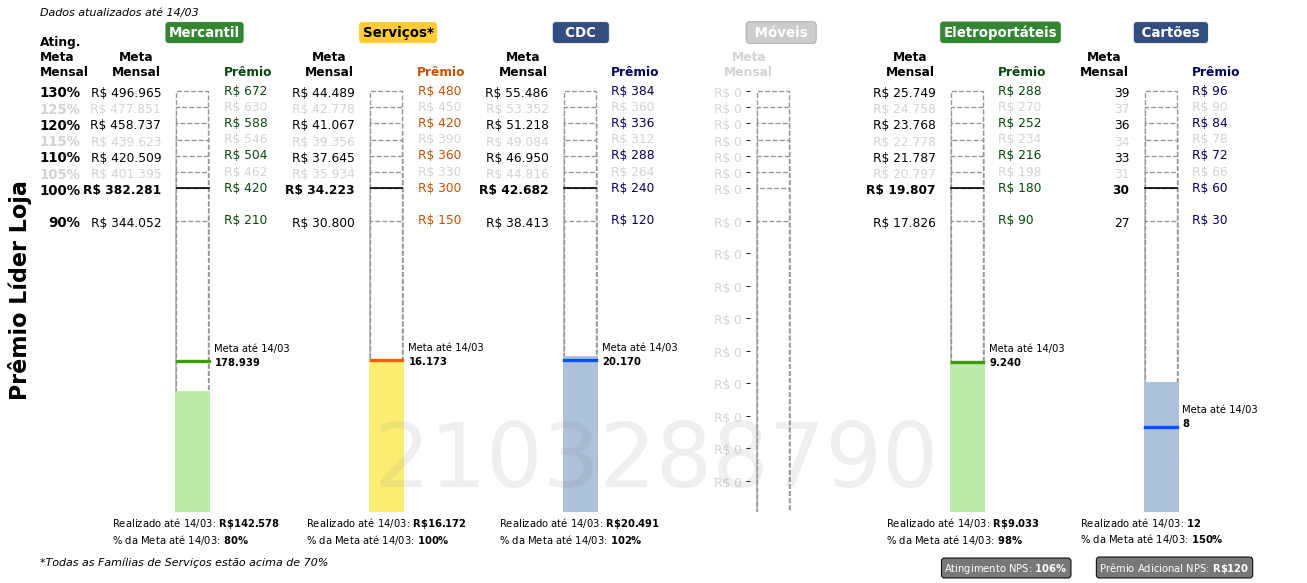 Dados atualizados até 14/03
Mercantil Serviços* CDC Móveis Eletroportáteis Cartões
Ating. Meta Mensal Meta Mensal Prêmio Meta Mensal Prêmio Meta Mensal Prêmio Meta Mensal Meta Mensal Prêmio Meta Mensal Prêmio
130% R$ 496.965 R$ 672 R$ 44.489 R$ 480 R$ 55.486 R$ 384 R$ 0 R$ 25.749 R$ 288 39 R$ 96
125% R$ 477.851 R$ 630 R$ 42.778 R$ 450 R$ 53.352 R$ 360 R$ 0 R$ 24.758 R$ 270 37 R$ 90
120% R$ 458.737 R$ 588 R$ 41.067 R$ 420 R$ 51.218 R$ 336 R$ 0 R$ 23.768 R$ 252 36 R$ 84
115% R$ 439.623 R$ 546 R$ 39.356 R$ 390 R$ 49.084 R$ 312 R$ 0 R$ 22.778 R$ 234 34 R$ 78
110% R$ 420.509 R$ 504 R$ 37.645 R$ 360 R$ 46.950 R$ 288 R$ 0 R$ 21.787 R$ 216 33 R$ 72
105% R$ 401.395 R$ 462 R$ 35.934 R$ 330 R$ 44.816 R$ 264 R$ 0 R$ 20.797 R$ 198 31 R$ 66
100% R$ 382.281 R$ 420 R$ 34.223 R$ 300 R$ 42.682 R$ 240 R$ 0 R$ 19.807 R$ 180 30 R$ 60
90% R$ 344.052 R$ 210 R$ 30.800 R$ 150 R$ 38.413 R$ 120 R$ 0 R$ 17.826 R$ 90 27 R$ 30
R$ 0
R$ 0
R$ 0
R$ 0
R$ 0
R$ 0
R$ 0
R$ 0
Prêmio Líder Loja
Meta até 14/03 Meta até 14/03 Meta até 14/03 Meta até 14/03
178.939 16.173 20.170 9.240
Meta até 14/03
8
2103288790
Realizado até 14/03: R$142.578 Realizado até 14/03: R$16.172 Realizado até 14/03: R$20.491 Realizado até 14/03: R$9.033 Realizado até 14/03: 12
% da Meta até 14/03: 80% % da Meta até 14/03: 100% % da Meta até 14/03: 102% % da Meta até 14/03: 98% % da Meta até 14/03: 150%
*Todas as Famílias de Serviços estão acima de 70%
Atingimento NPS: 106% Prêmio Adicional NPS: R$120